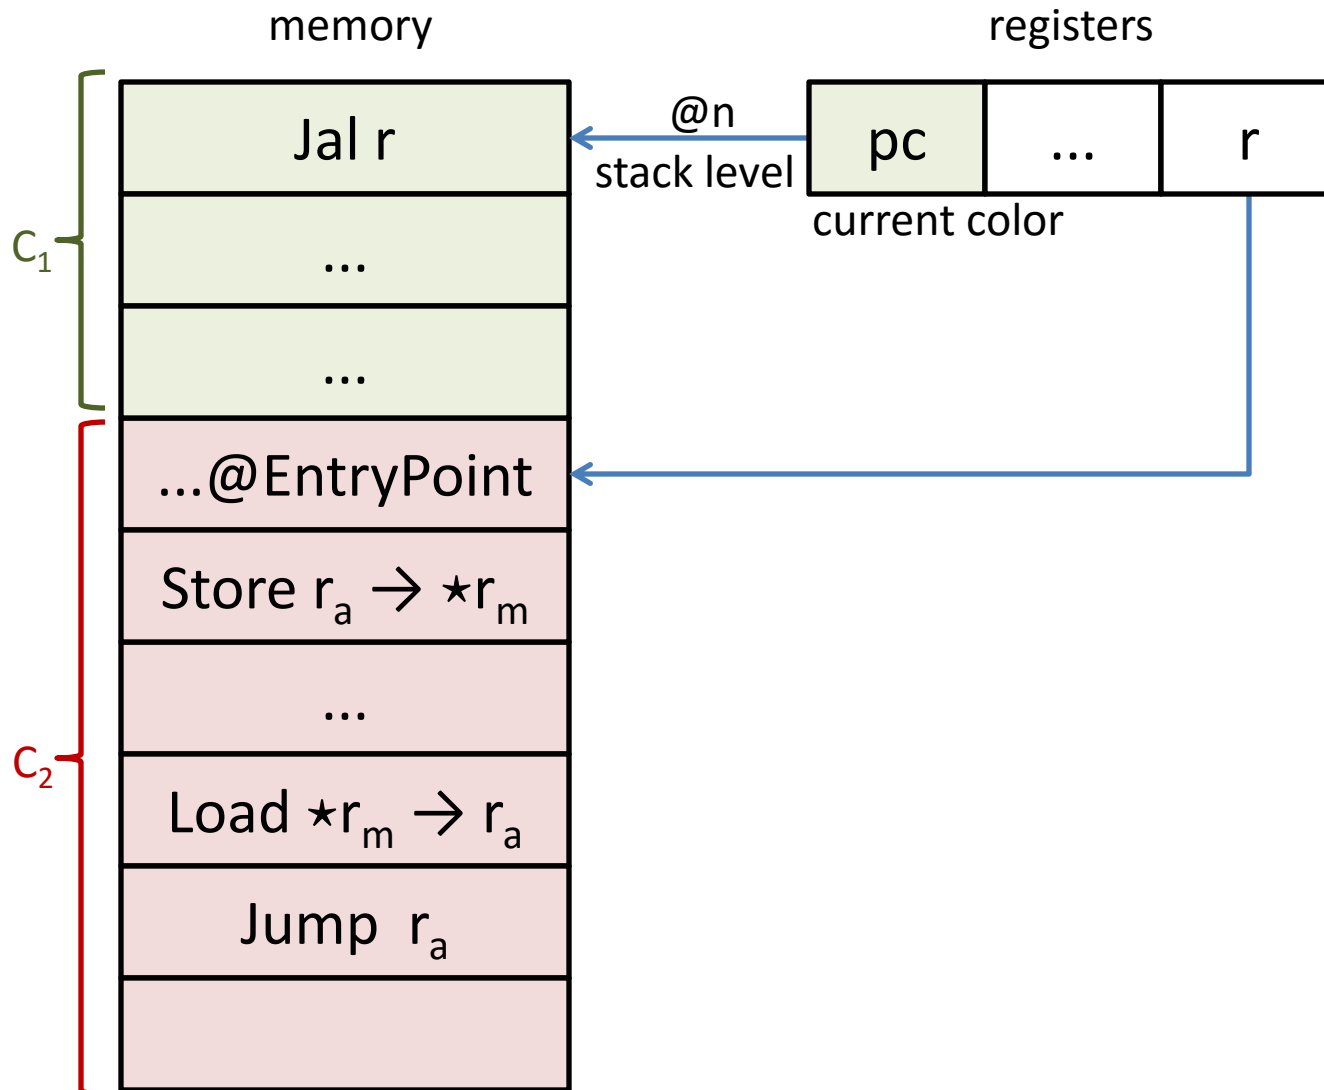 memory
registers
Jal r
@n
stack level
pc
...
r
current color
C₁
...
...
...@EntryPoint
Store rₐ → ⋆rₘ
...
C₂
Load ⋆rₘ → rₐ
Jump rₐ